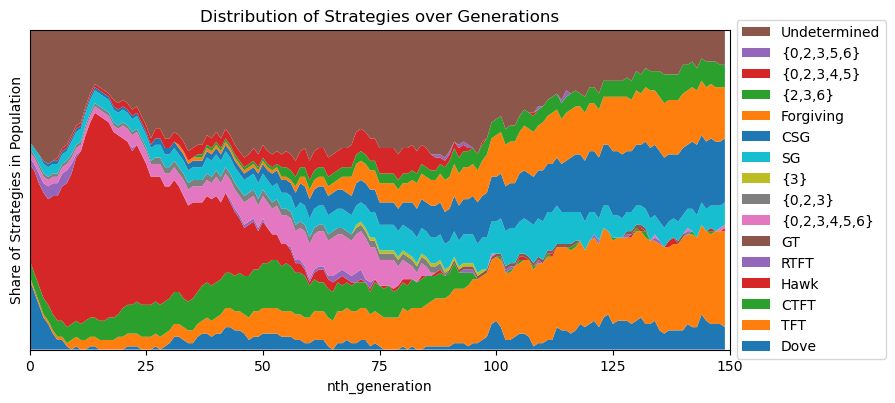 Distribution of Strategies over Generations
Share of Strategies in Population
0
25
50
75
100
125
150
nth_generation
Undetermined
{0,2,3,5,6}
{0,2,3,4,5}
{2,3,6}
Forgiving
CSG
SG
{3}
{0,2,3}
{0,2,3,4,5,6}
GT
RTFT
Hawk
CTFT
TFT
Dove